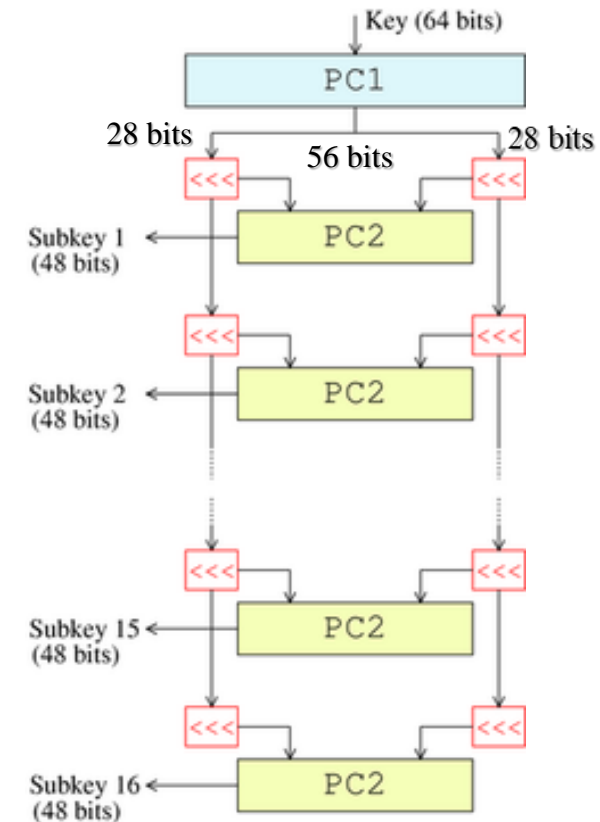 Key (64 bits)
PC1
28 bits
56 bits
28 bits
<<<
<<<
PC2
Subkey 1
(48 bits)
<<<
<<<
PC2
Subkey 2
(48 bits)
<<<
<<<
PC2
Subkey 15
(48 bits)
<<<
<<<
PC2
Subkey 16
(48 bits)